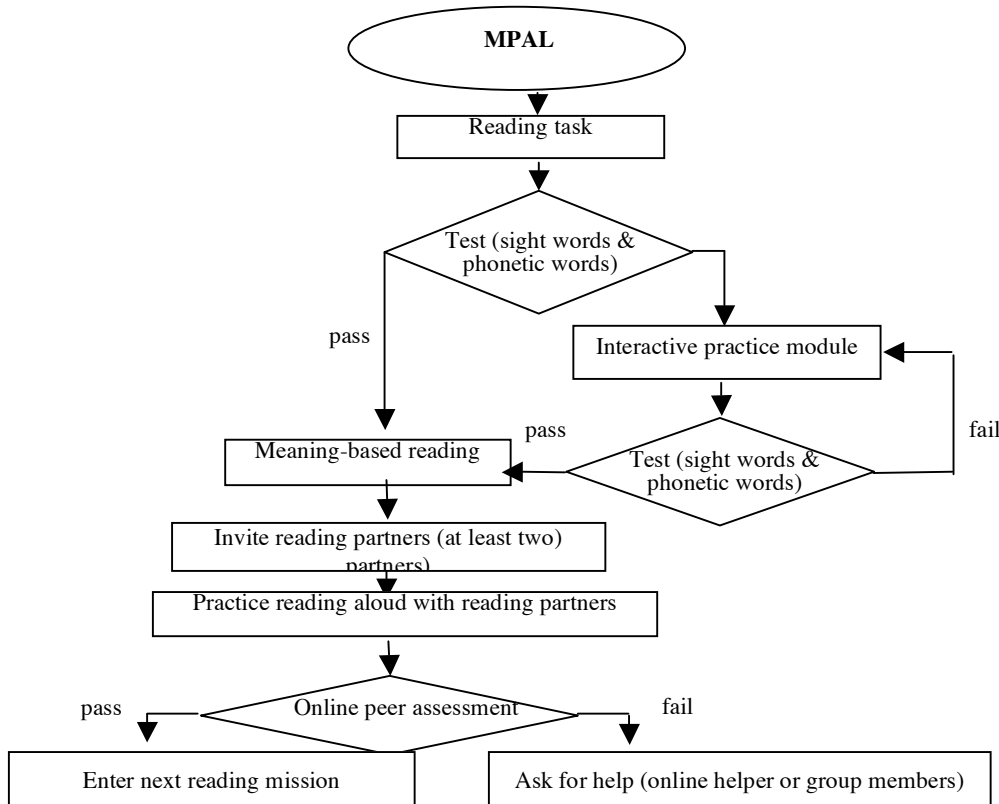 MPAL
Reading task
Test (sight words &
phonetic words)
pass
Interactive practice module
pass
fail
Meaning-based reading
Test (sight words &
phonetic words)
Invite reading partners (at least two)
partners)
Practice reading aloud with reading partners
pass
Online peer assessment
fail
Enter next reading mission
Ask for help (online helper or group members)